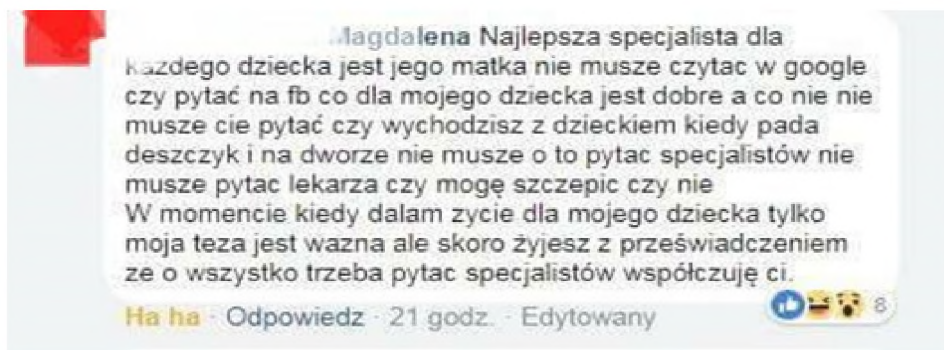 Magdalena Najlepsza specjalista dla
każdego dziecka jest jego matka nie musze czytac w google
czy pytać na fb co dla mojego dziecka jest dobre a co nie nie
musze cie pytać czy wychodzisz z dzieckiem kiedy pada
deszczyk i na dworze nie musze o to pytac specjalistów nie
musze pytac lekarza czy mogę szczepic czy nie
W momencie kiedy dalam zycie dla mojego dziecka tylko
moja teza jest wazna ale skoro żyjesz z przeświadczeniem
ze o wszystko trzeba pytac specjalistów współczuję ci.
Ha ha · Odpowiedz · 21 godz. · Edytowany
8